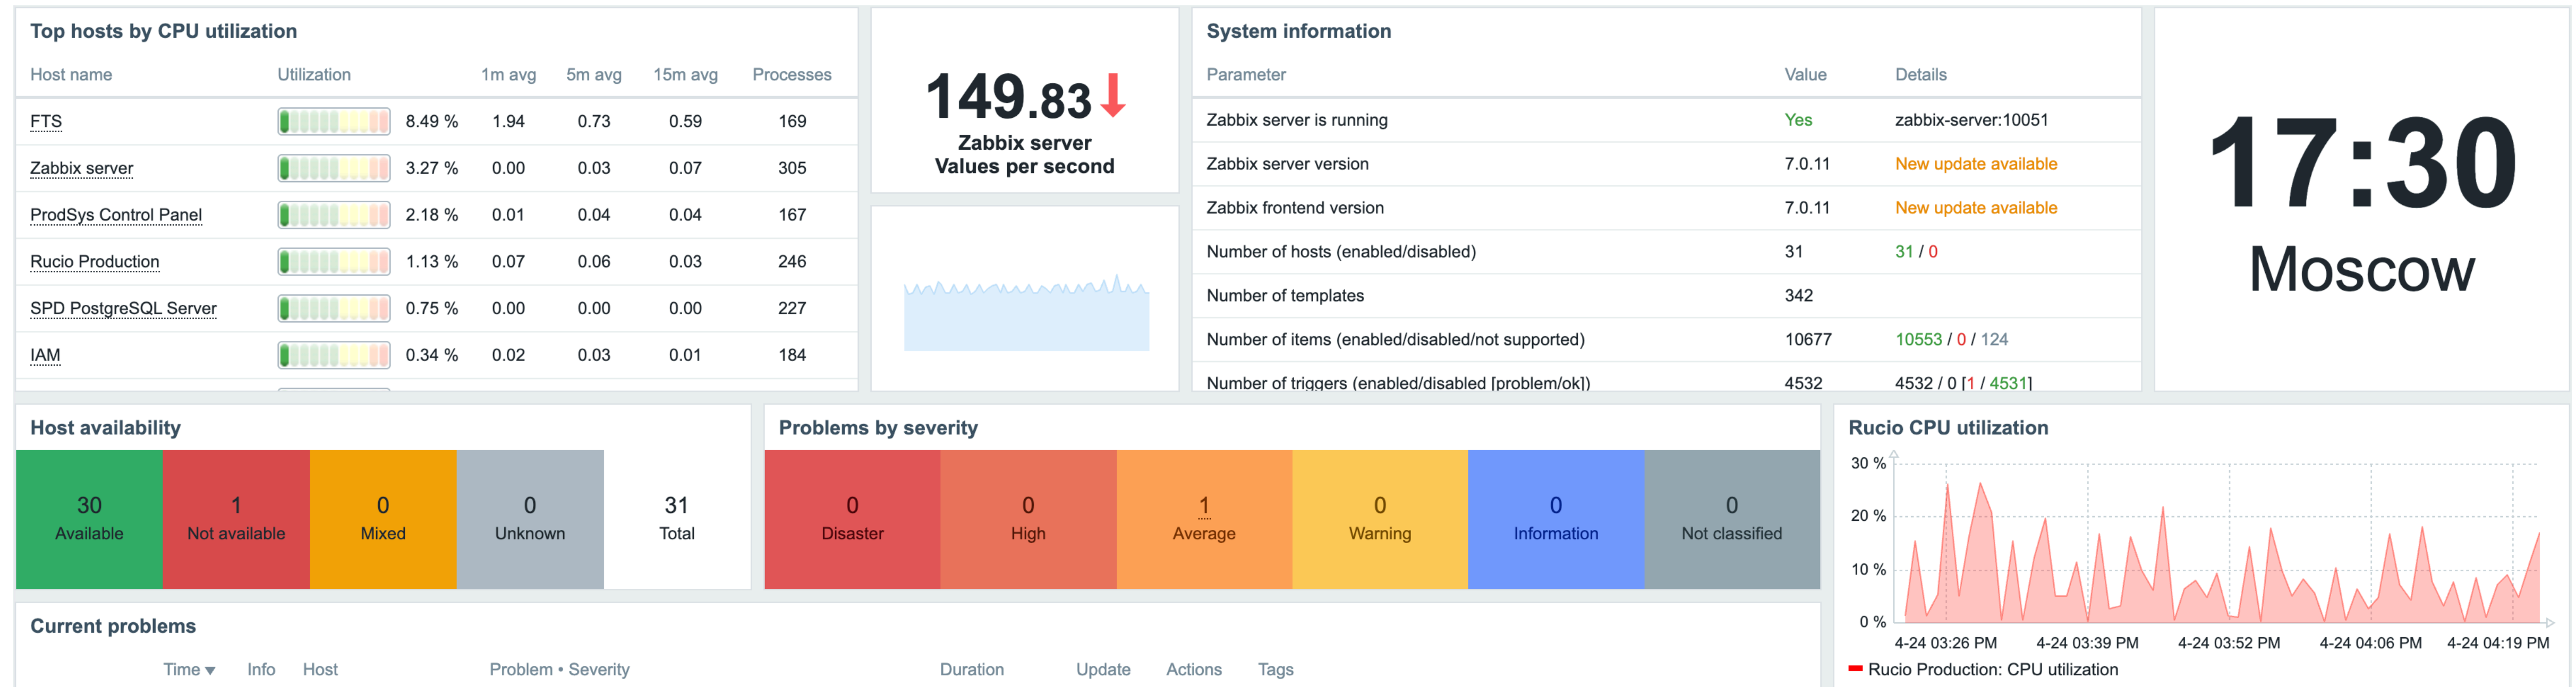 Top hosts by CPU utilization
Host name Utilization 1m avg 5m avg 15m avg Processes
FTS 8.49 % 1.94 0.73 0.59 169
Zabbix server 3.27 % 0.00 0.03 0.07 305
ProdSys Control Panel 2.18 % 0.01 0.04 0.04 167
Rucio Production 1.13 % 0.07 0.06 0.03 246
SPD PostgreSQL Server 0.75 % 0.00 0.00 0.00 227
IAM 0.34 % 0.02 0.03 0.01 184
149.83
Zabbix server
Values per second
System information
Parameter Value Details
Zabbix server is running Yes zabbix-server:10051
Zabbix server version 7.0.11 New update available
Zabbix frontend version 7.0.11 New update available
Number of hosts (enabled/disabled) 31 31 / 0
Number of templates 342
Number of items (enabled/disabled/not supported) 10677 10553 / 0 / 124
Number of triggers (enabled/disabled [problem/ok]) 4532 4532 / 0 [1 / 4531]
17:30
Moscow
Host availability
30 1 0 0 31
Available Not available Mixed Unknown Total
Problems by severity
0 0 1 0 0 0
Disaster High Average Warning Information Not classified
Rucio CPU utilization
30 %
20 %
10 %
0 %
4-24 03:26 PM 4-24 03:39 PM 4-24 03:52 PM 4-24 04:06 PM 4-24 04:19 PM
Rucio Production: CPU utilization
Current problems
Time Info Host Problem • Severity Duration Update Actions Tags